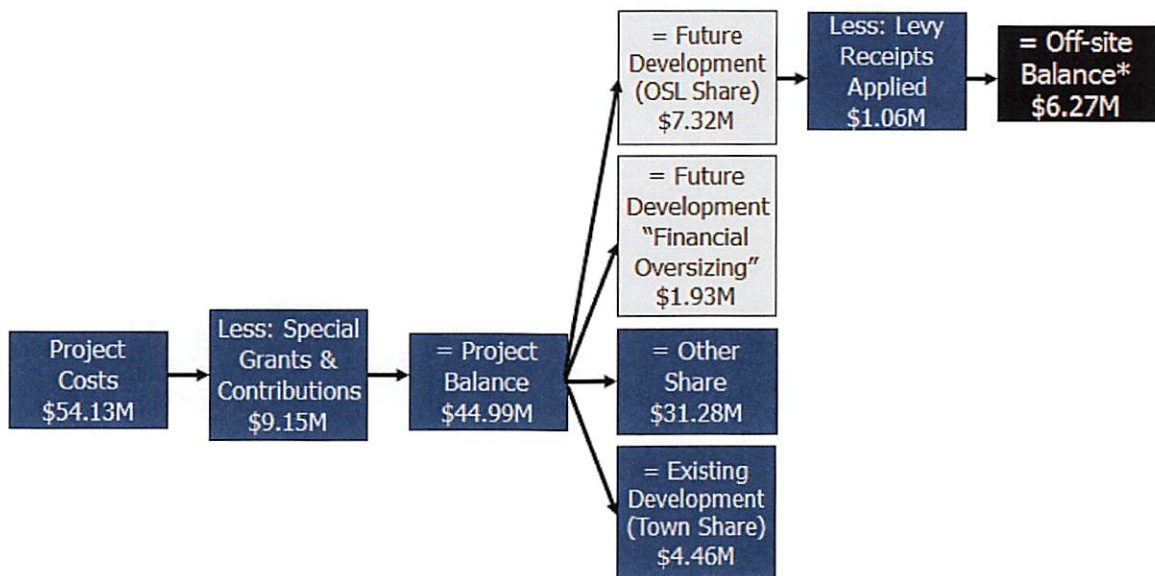 Project
Costs
$54.13M
Less: Special
Grants &
Contributions
$9.15M
= Project
Balance
$44.99M
= Future
Development
(OSL Share)
$7.32M
Less: Levy
Receipts
Applied
$1.06M
= Off-site
Balance*
$6.27M
= Future
Development
“Financial
Oversizing”
$1.93M
= Other
Share
$31.28M
= Existing
Development
(Town Share)
$4.46M